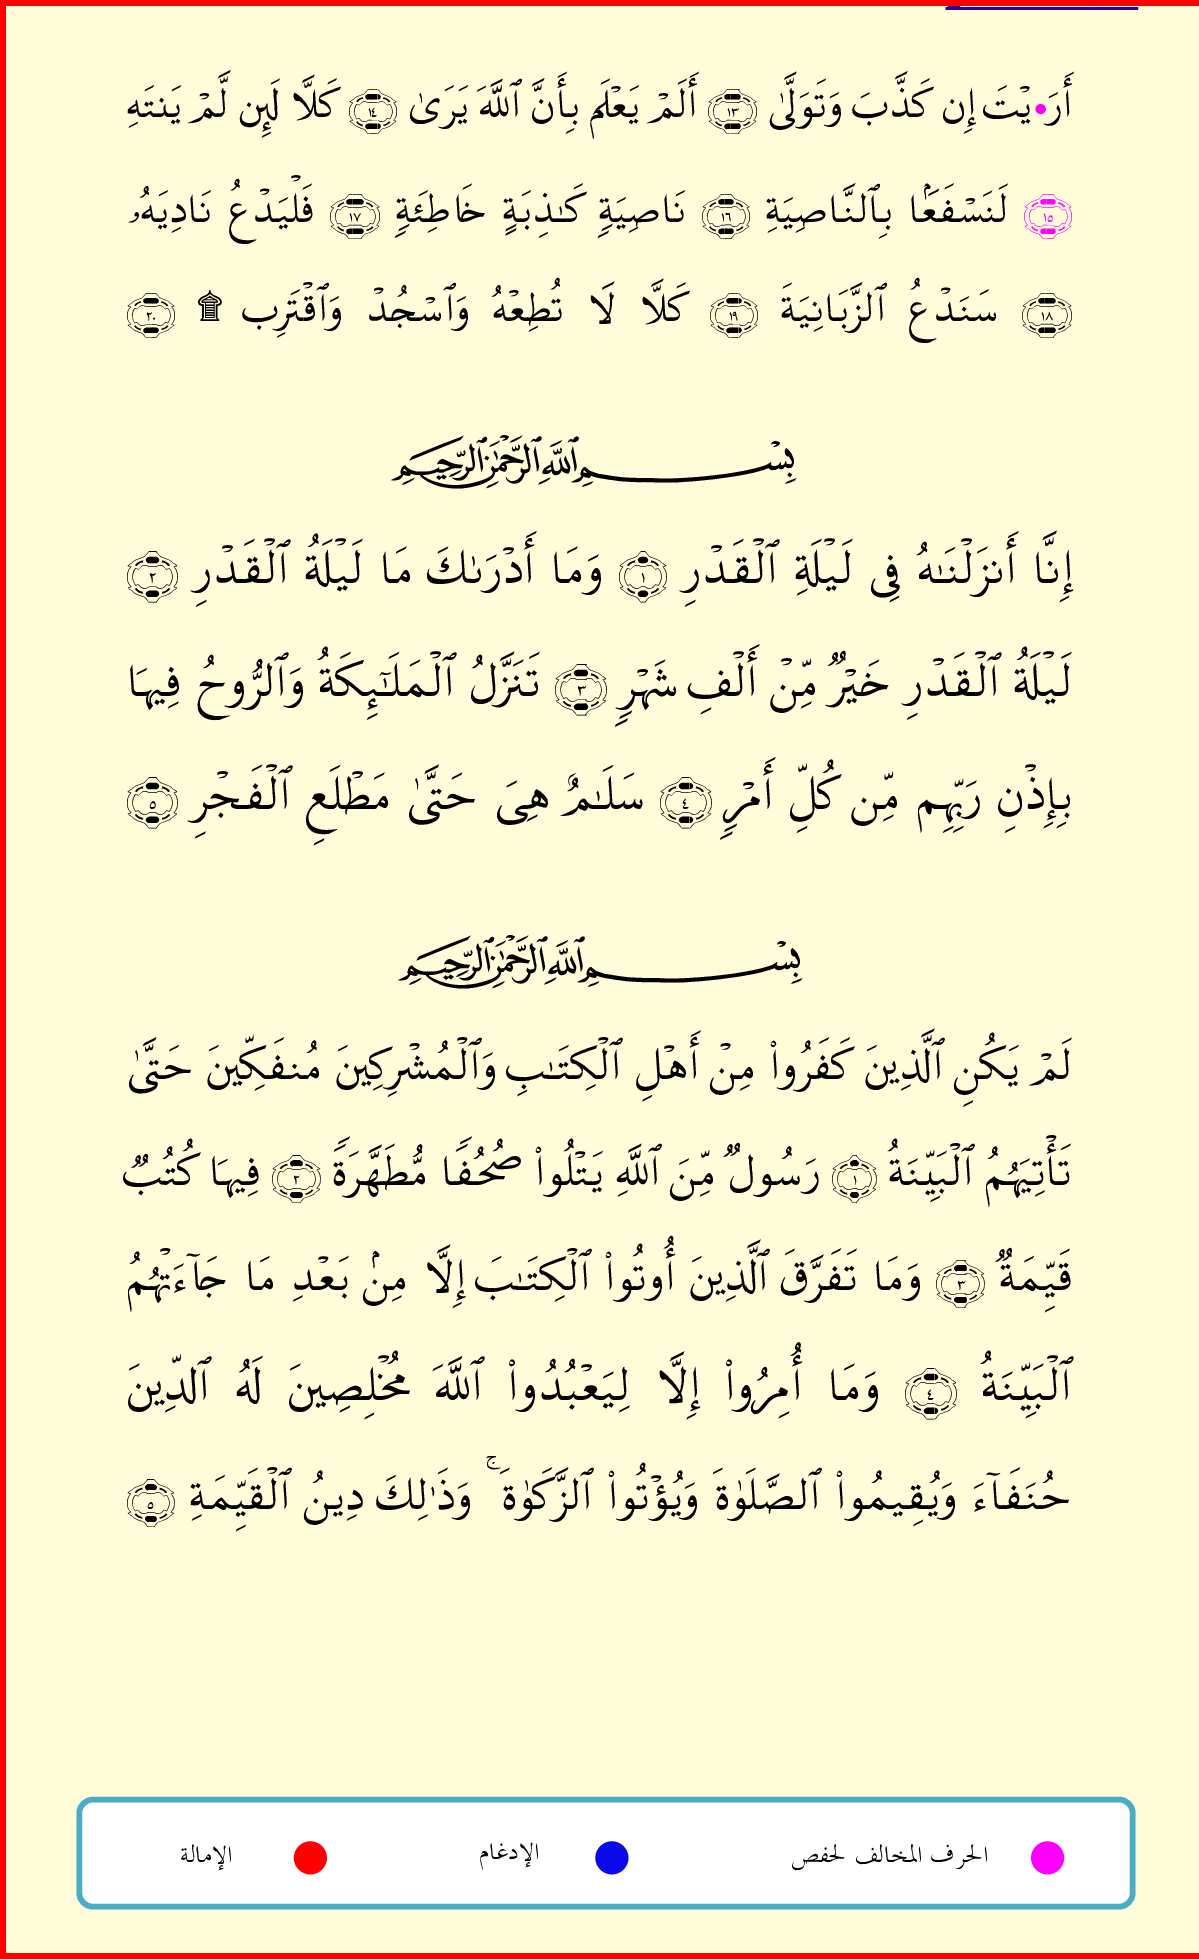 أَرَ•يۡتَ إِن كَذَّبَ وَتَوَلَّىٰ ١٣ أَلَمۡ يَعۡلَم بِأَنَّ ٱللَّهَ يَرَىٰ ١٤ كَلَّا لَئِن لَّمۡ يَنتَهِ
١٥ لَنَسۡفَعَۢا بِٱلنَّاصِيَةِ ١٦ نَاصِيَةٖ كَٰذِبَةٍ خَاطِئَةٖ ١٧ فَلۡيَدۡعُ نَادِيَهُۥ
١٨ سَنَدۡعُ ٱلزَّبَانِيَةَ ١٩ كَلَّا لَا تُطِعۡهُ وَٱسۡجُدۡ وَٱقۡتَرِب ۩ ٢٠
بِسۡمِ ٱللَّهِ ٱلرَّحۡمَٰنِ ٱلرَّحِيمِ
إِنَّا أَنزَلۡنَٰهُ فِي لَيۡلَةِ ٱلۡقَدۡرِ ١ وَمَا أَدۡرَىٰكَ مَا لَيۡلَةُ ٱلۡقَدۡرِ ٢
لَيۡلَةُ ٱلۡقَدۡرِ خَيۡرٞ مِّنۡ أَلۡفِ شَهۡرٖ ٣ تَنَزَّلُ ٱلۡمَلَٰٓئِكَةُ وَٱلرُّوحُ فِيهَا
بِإِذۡنِ رَبِّهِم مِّن كُلِّ أَمۡرٖ ٤ سَلَٰمٌ هِيَ حَتَّىٰ مَطۡلَعِ ٱلۡفَجۡرِ ٥
بِسۡمِ ٱللَّهِ ٱلرَّحۡمَٰنِ ٱلرَّحِيمِ
لَمۡ يَكُنِ ٱلَّذِينَ كَفَرُواْ مِنۡ أَهۡلِ ٱلۡكِتَٰبِ وَٱلۡمُشۡرِكِينَ مُنفَكِّينَ حَتَّىٰ
تَأۡتِيَهُمُ ٱلۡبَيِّنَةُ ١ رَسُولٞ مِّنَ ٱللَّهِ يَتۡلُواْ صُحُفٗا مُّطَهَّرَةٗ ٢ فِيهَا كُتُبٞ
قَيِّمَةٞ ٣ وَمَا تَفَرَّقَ ٱلَّذِينَ أُوتُواْ ٱلۡكِتَٰبَ إِلَّا مِنۢ بَعۡدِ مَا جَآءَتۡهُمُ
ٱلۡبَيِّنَةُ ٤ وَمَا أُمِرُواْ إِلَّا لِيَعۡبُدُواْ ٱللَّهَ مُخۡلِصِينَ لَهُ ٱلدِّينَ
حُنَفَآءَ وَيُقِيمُواْ ٱلصَّلَوٰةَ وَيُؤۡتُواْ ٱلزَّكَوٰةَۚ وَذَٰلِكَ دِينُ ٱلۡقَيِّمَةِ ٥
الحرف المخالف لحفص الإدغام الإمالة